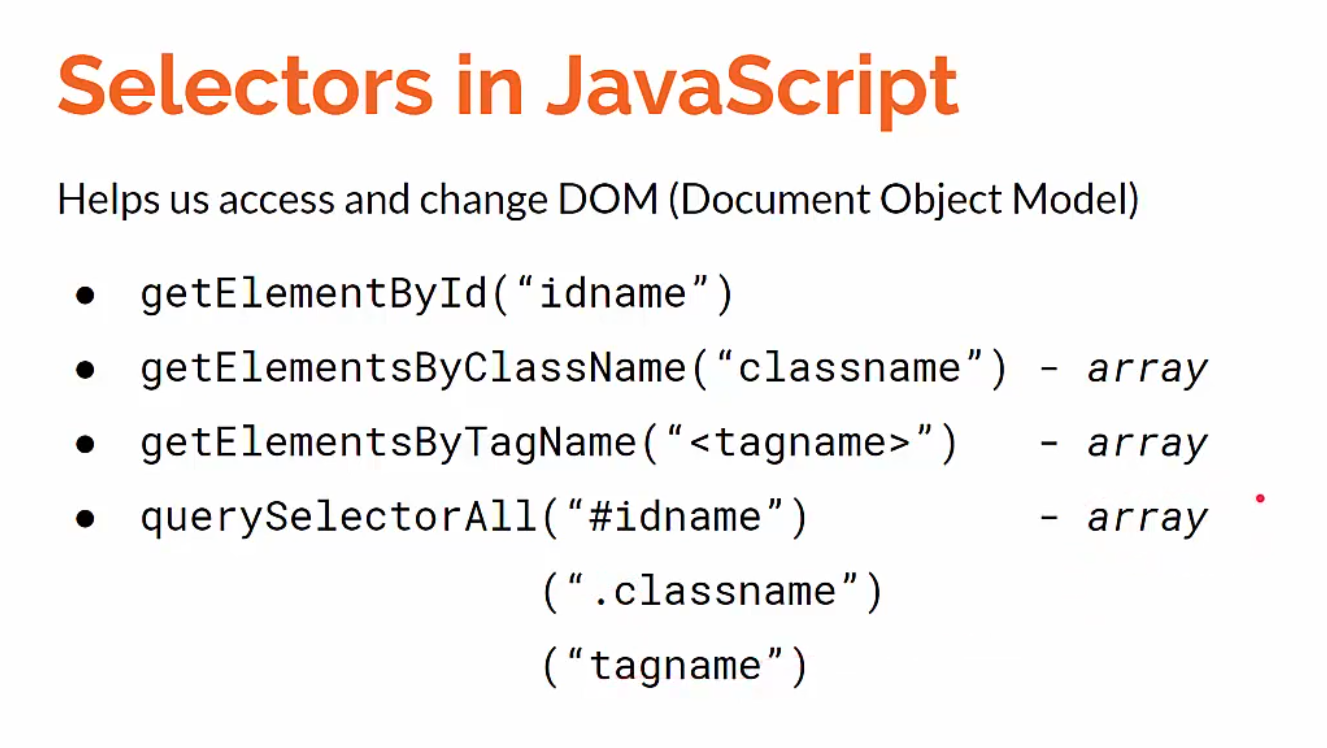 Selectors in JavaScript
Helps us access and change DOM (Document Object Model)
● getElementById(“idname”)
● getElementsByClassName(“classname”) - array
● getElementsByTagName(“<tagname>”) - array
● querySelectorAll(“#idname”) - array
(“.classname”)
(“tagname”)